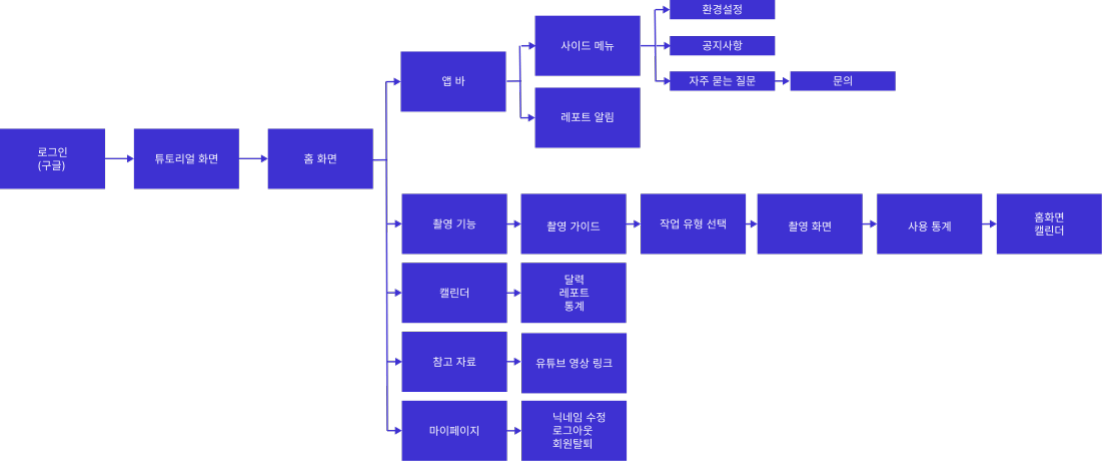 환경설정
사이드 메뉴
공지사항
앱 바
자주 묻는 질문
문의
레포트 알림
로그인
(구글)
튜토리얼 화면
홈 화면
촬영 기능
촬영 가이드
작업 유형 선택
촬영 화면
사용 통계
홈화면
캘린더
캘린더
달력
레포트
통계
참고 자료
유튜브 영상 링크
마이페이지
닉네임 수정
로그아웃
회원탈퇴